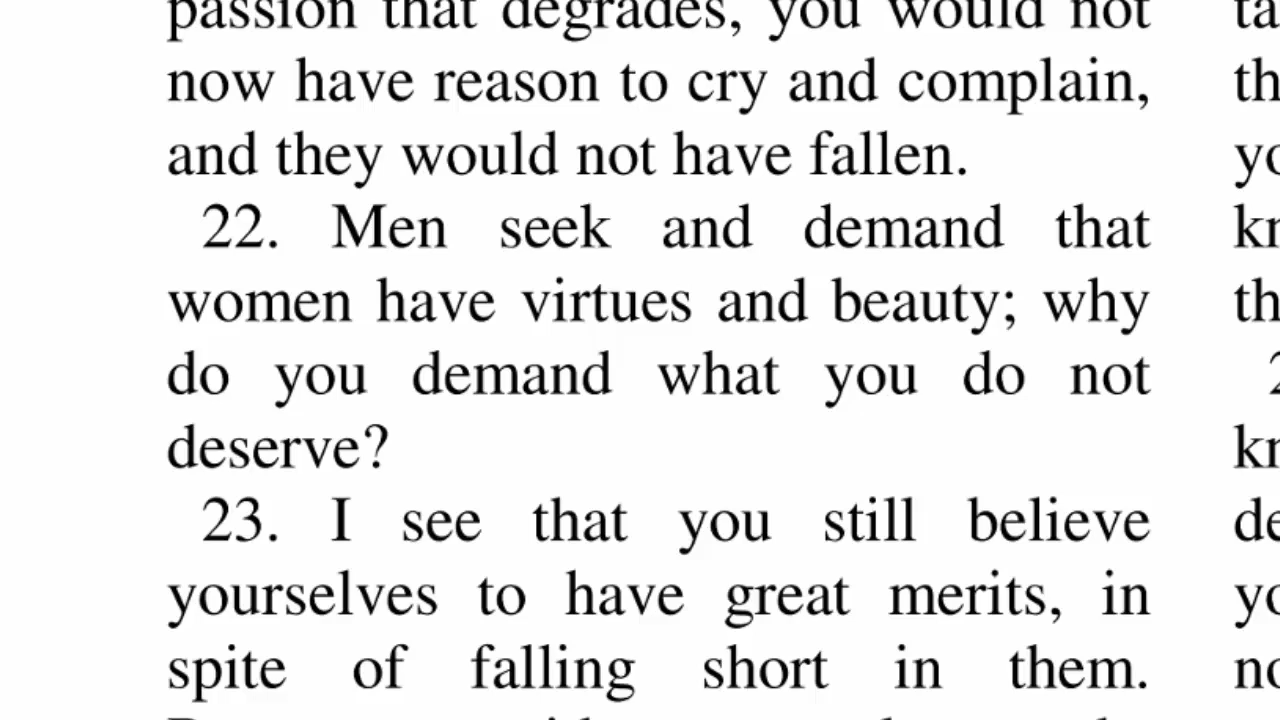 passion that degrades, you would not
now have reason to cry and complain,
and they would not have fallen.
22. Men seek and demand that
women have virtues and beauty; why
do you demand what you do not
deserve?
23. I see that you still believe
yourselves to have great merits, in
spite of falling short in them.